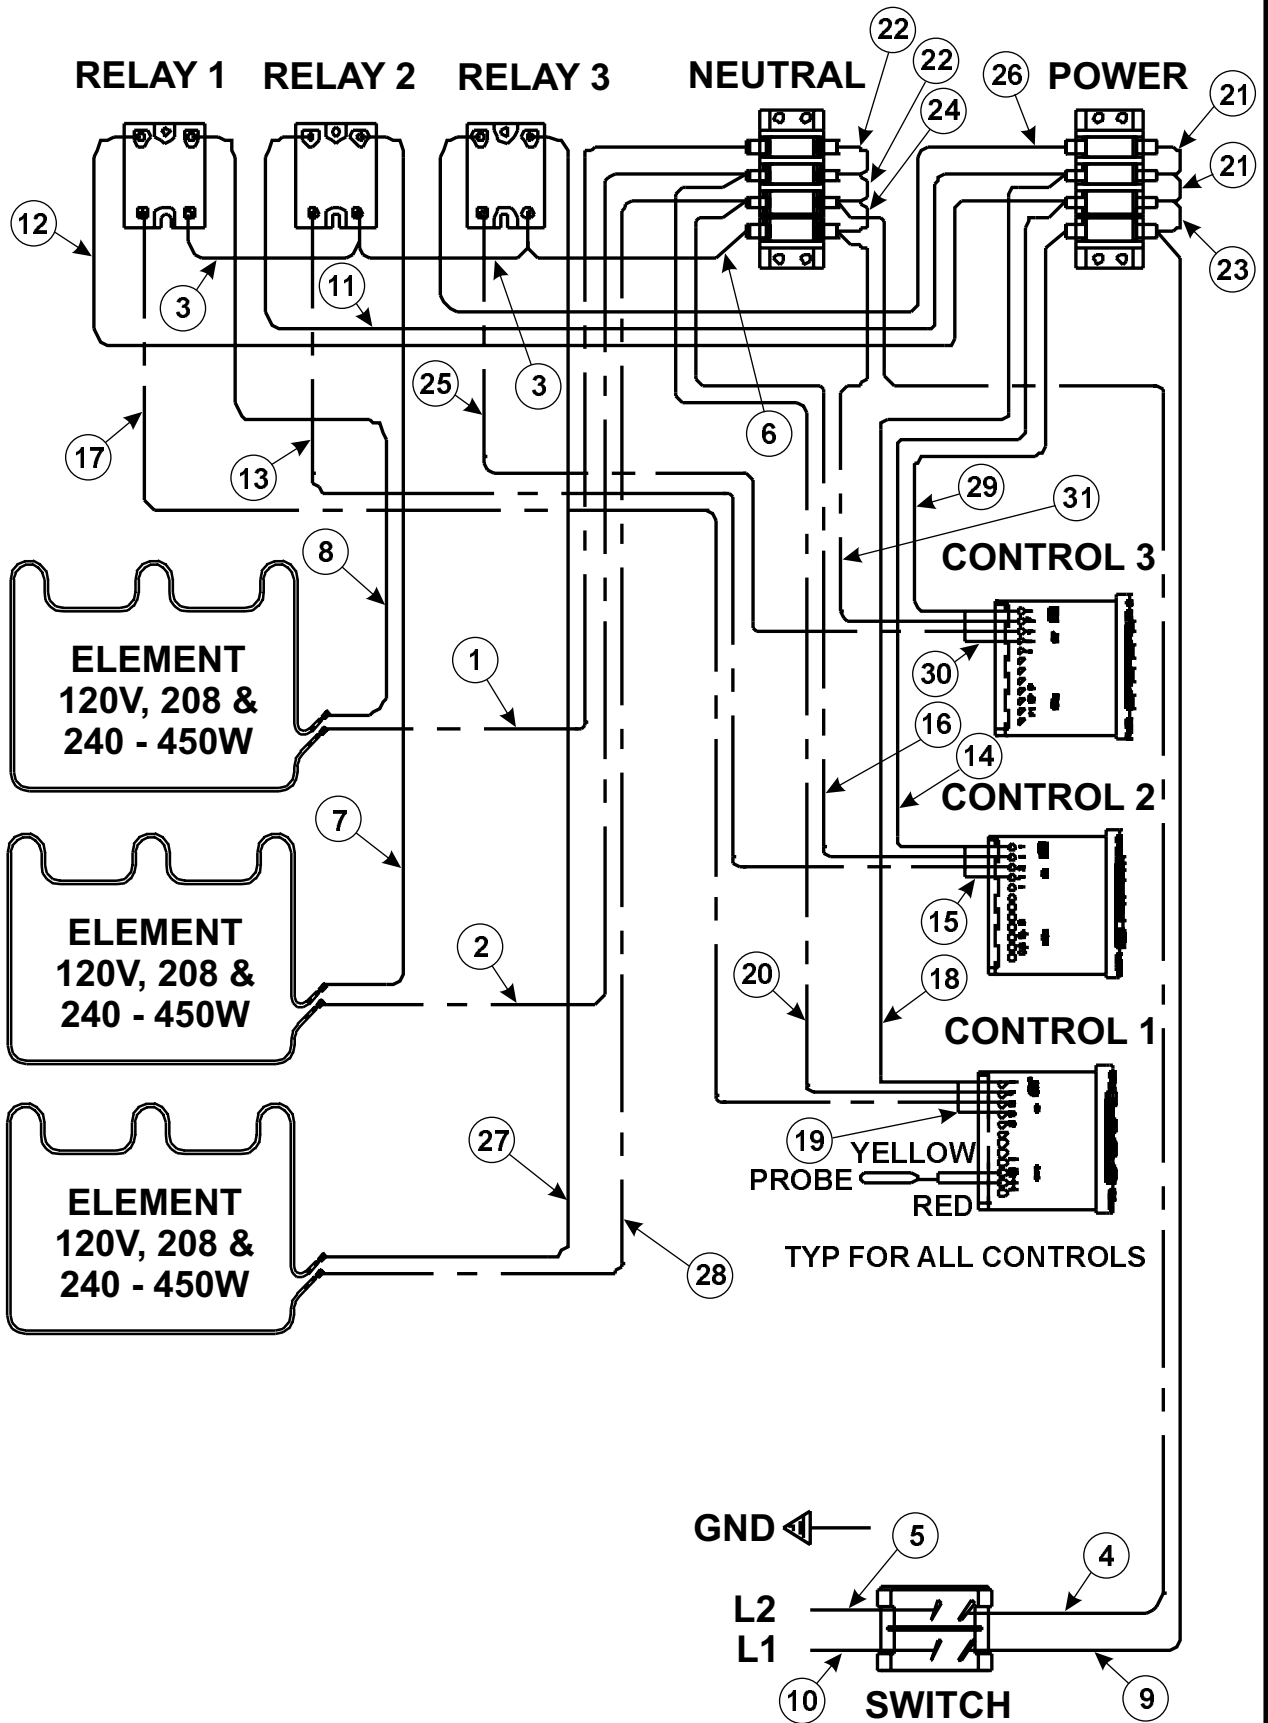 22
RELAY 1 RELAY 2 RELAY 3 NEUTRAL 22 26 POWER
24 21
21
12
3 11 23
25 3
17 13 6
29 31
8 CONTROL 3
ELEMENT
120V, 208 &
240 - 450W
1
30
16
14
CONTROL 2
7
15
ELEMENT
120V, 208 &
240 - 450W
2
20 18
CONTROL 1
27 19 YELLOW
PROBE
RED
ELEMENT
120V, 208 &
240 - 450W
TYP FOR ALL CONTROLS
28
GND 5 4
L2
L1
10 SWITCH 9